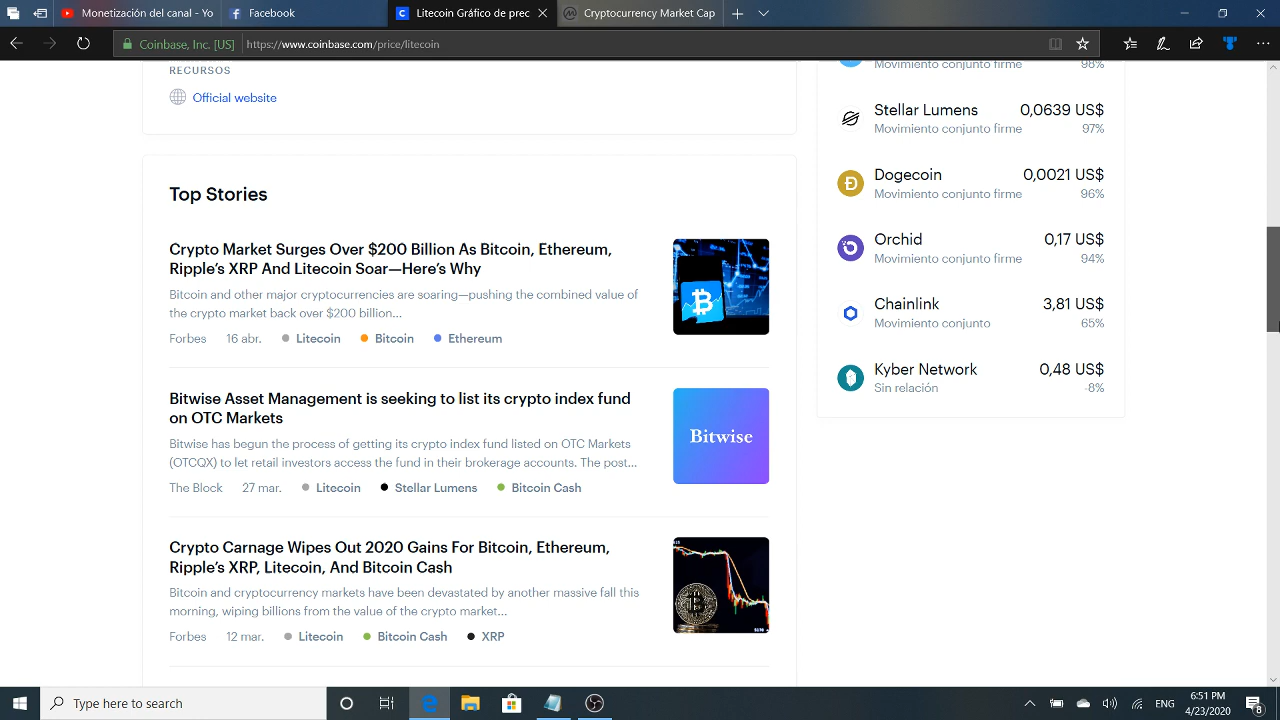 Monetización del canal - Yo
Facebook
Litecoin Gráfico de prec
Cryptocurrency Market Cap
Coinbase, Inc. [US]
https://www.coinbase.com/price/litecoin
RECURSOS
Official website
Top Stories
Crypto Market Surges Over $200 Billion As Bitcoin, Ethereum,
Ripple's XRP And Litecoin Soar—Here's Why
Bitcoin and other major cryptocurrencies are soaring—pushing the combined value of
the crypto market back over $200 billion...
Forbes 16 abr. Litecoin Bitcoin Ethereum
Bitwise Asset Management is seeking to list its crypto index fund
on OTC Markets
Bitwise has begun the process of getting its crypto index fund listed on OTC Markets
(OTCQX) to let retail investors access the fund in their brokerage accounts. The post...
The Block 27 mar. Litecoin Stellar Lumens Bitcoin Cash
Bitwise
Crypto Carnage Wipes Out 2020 Gains For Bitcoin, Ethereum,
Ripple's XRP, Litecoin, And Bitcoin Cash
Bitcoin and cryptocurrency markets have been devastated by another massive fall this
morning, wiping billions from the value of the crypto market...
Forbes 12 mar. Litecoin Bitcoin Cash XRP
Movimiento conjunto firme 98%
Stellar Lumens 0,0639 US$
Movimiento conjunto firme 97%
Dogecoin 0,0021 US$
Movimiento conjunto firme 96%
Orchid 0,17 US$
Movimiento conjunto firme 94%
Chainlink 3,81 US$
Movimiento conjunto 65%
Kyber Network 0,48 US$
Sin relación -8%
Type here to search
ENG
6:51 PM
4/23/2020
8